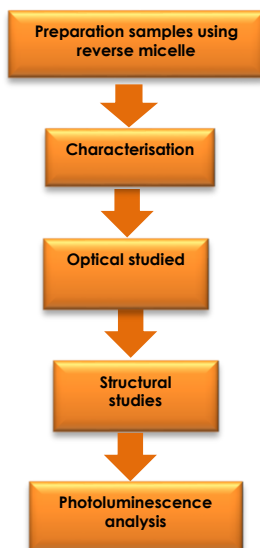 Preparation samples using
reverse micelle
Characterisation
Optical studied
Structural
studies
Photoluminescence
analysis